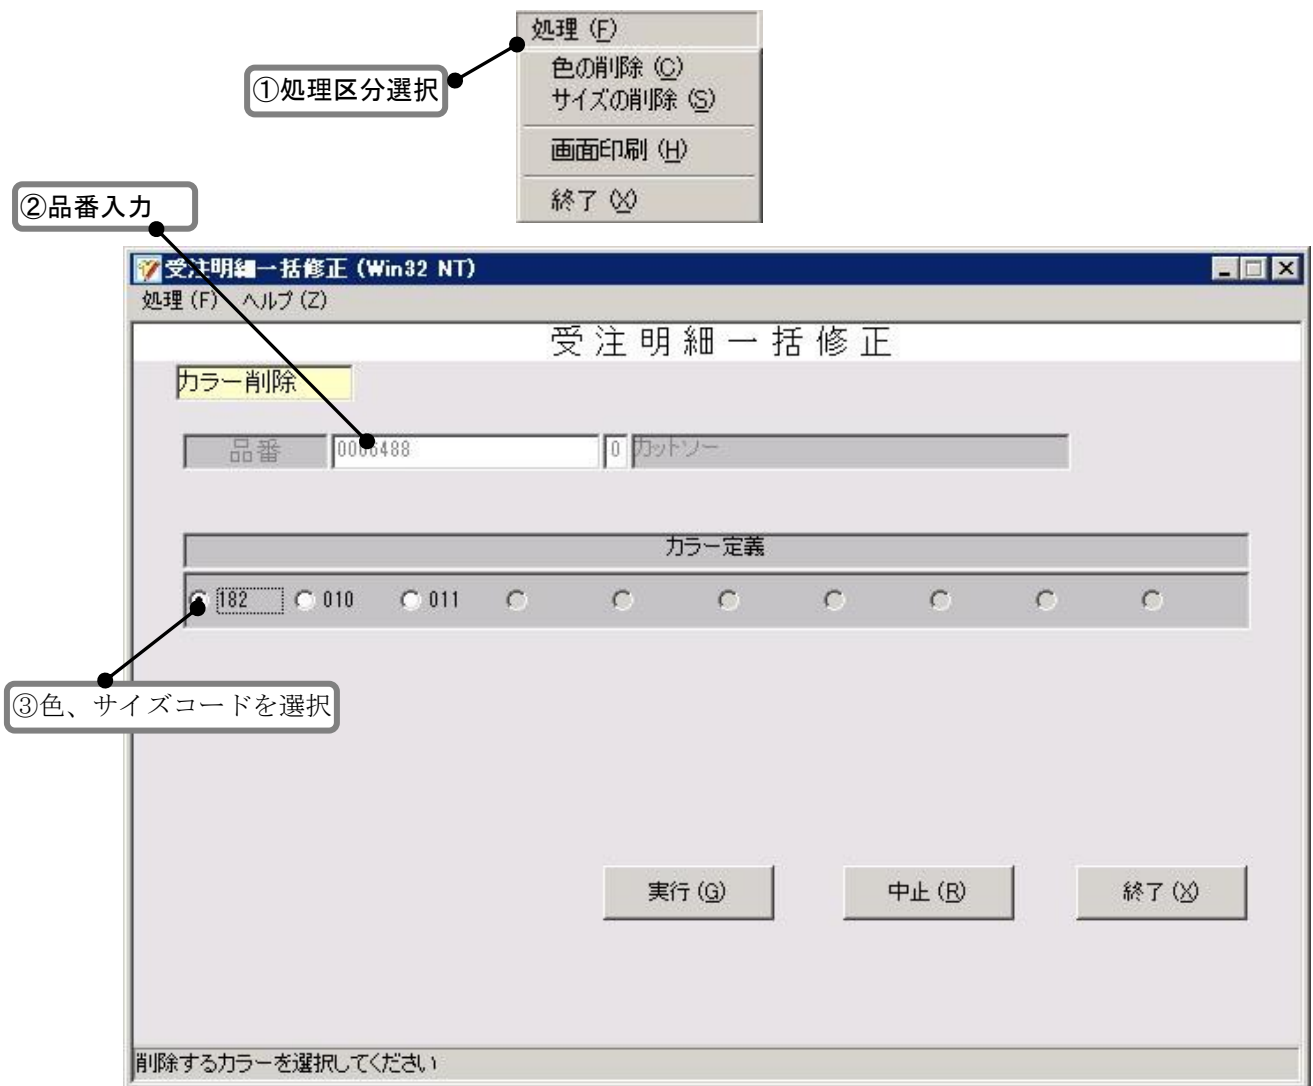 処理 (F)
色の削除 (C)
①処理区分選択
サイズの削除 (S)
画面印刷 (H)
終了 (X)
②品番入力
受注明細一括修正 (Win32 NT)
処理 (F) ヘルプ (Z)
受注明細一括修正
カラー削除
品番 0006488 0 カットソー
カラー定義
182 010 011
③色、サイズコードを選択
実行 (G) 中止 (R) 終了 (X)
削除するカラーを選択してください